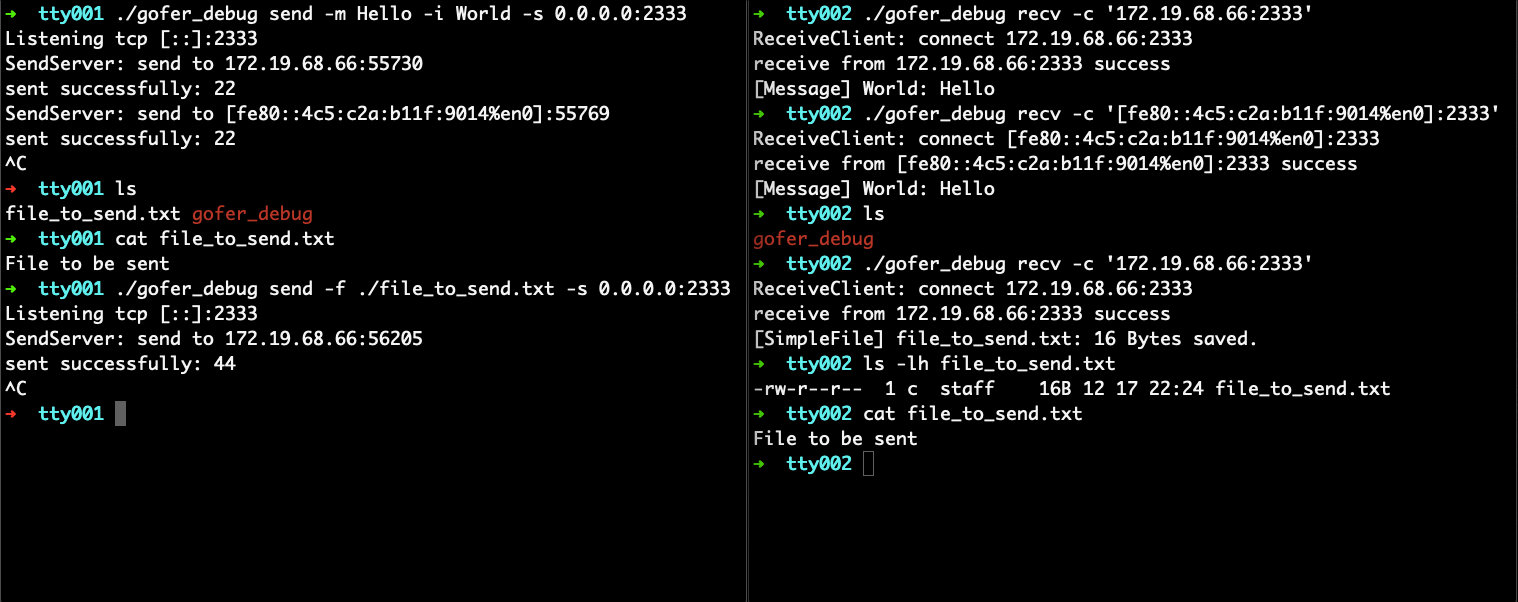 ➜  tty001 ./gofer_debug send -m Hello -i World -s 0.0.0.0:2333
Listening tcp [::]:2333
SendServer: send to 172.19.68.66:55730
sent successfully: 22
SendServer: send to [fe80::4c5:c2a:b11f:9014%en0]:55769
sent successfully: 22
^C
➜  tty001 ls
file_to_send.txt gofer_debug
➜  tty001 cat file_to_send.txt
File to be sent
➜  tty001 ./gofer_debug send -f ./file_to_send.txt -s 0.0.0.0:2333
Listening tcp [::]:2333
SendServer: send to 172.19.68.66:56205
sent successfully: 44
^C
➜  tty001
➜  tty002 ./gofer_debug recv -c '172.19.68.66:2333'
ReceiveClient: connect 172.19.68.66:2333
receive from 172.19.68.66:2333 success
[Message] World: Hello
➜  tty002 ./gofer_debug recv -c '[fe80::4c5:c2a:b11f:9014%en0]:2333'
ReceiveClient: connect [fe80::4c5:c2a:b11f:9014%en0]:2333
receive from [fe80::4c5:c2a:b11f:9014%en0]:2333 success
[Message] World: Hello
➜  tty002 ls
gofer_debug
➜  tty002 ./gofer_debug recv -c '172.19.68.66:2333'
ReceiveClient: connect 172.19.68.66:2333
receive from 172.19.68.66:2333 success
[SimpleFile] file_to_send.txt: 16 Bytes saved.
➜  tty002 ls -lh file_to_send.txt
-rw-r--r--  1 c  staff    16B 12 17 22:24 file_to_send.txt
➜  tty002 cat file_to_send.txt
File to be sent
➜  tty002